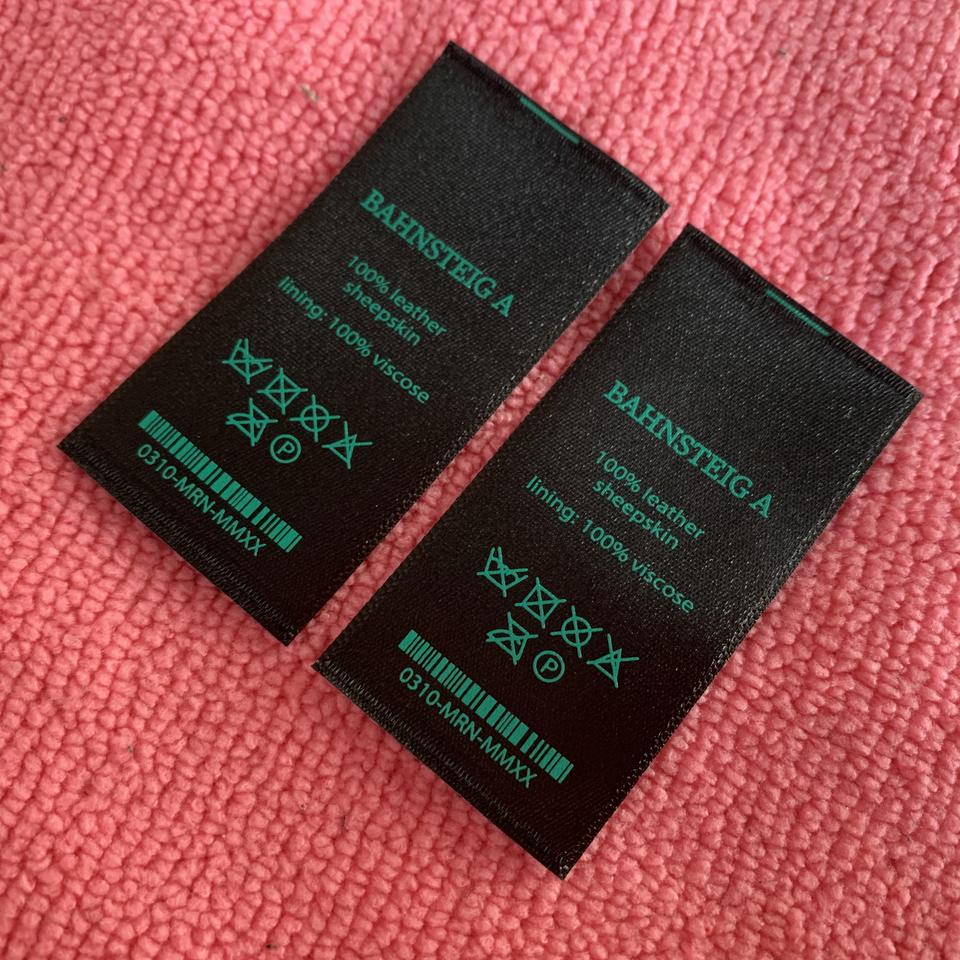 BAHNSTEIG A
100% leather
sheepskin
lining: 100% viscose
P
0310-MRN-MMXX
BAHNSTEIG A
100% leather
sheepskin
lining: 100% viscose
P
0310-MRN-MMXX